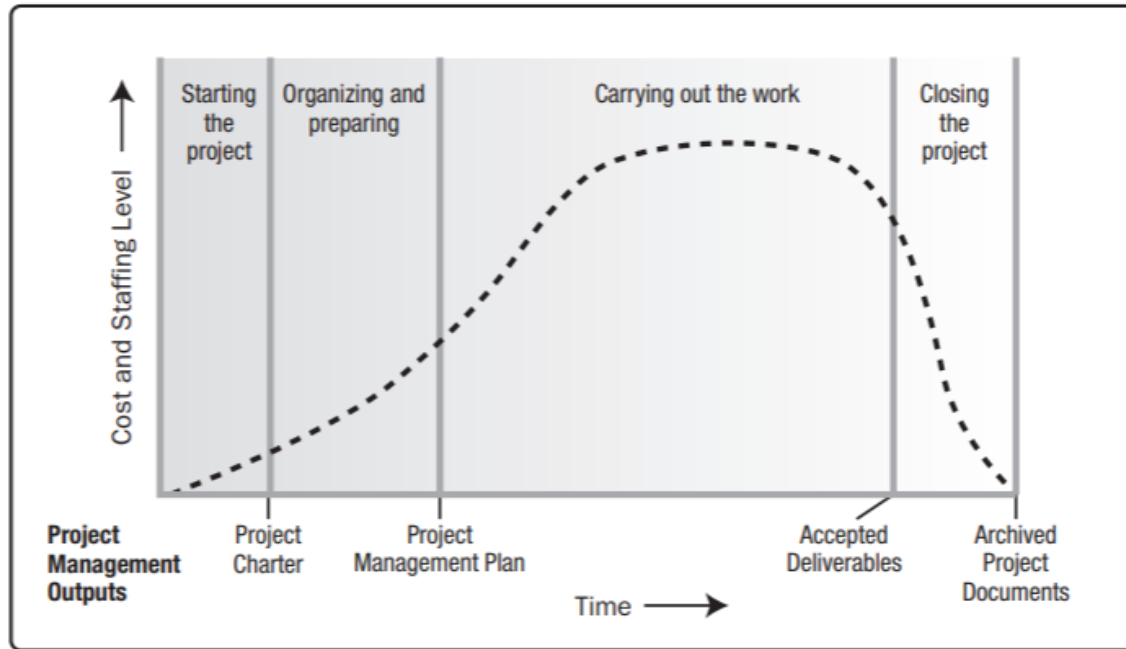 Starting
the
project
Organizing and
preparing
Carrying out the work
Closing
the
project
Cost and Staffing Level
Project
Management
Outputs
Project
Charter
Project
Management Plan
Accepted
Deliverables
Archived
Project
Documents
Time